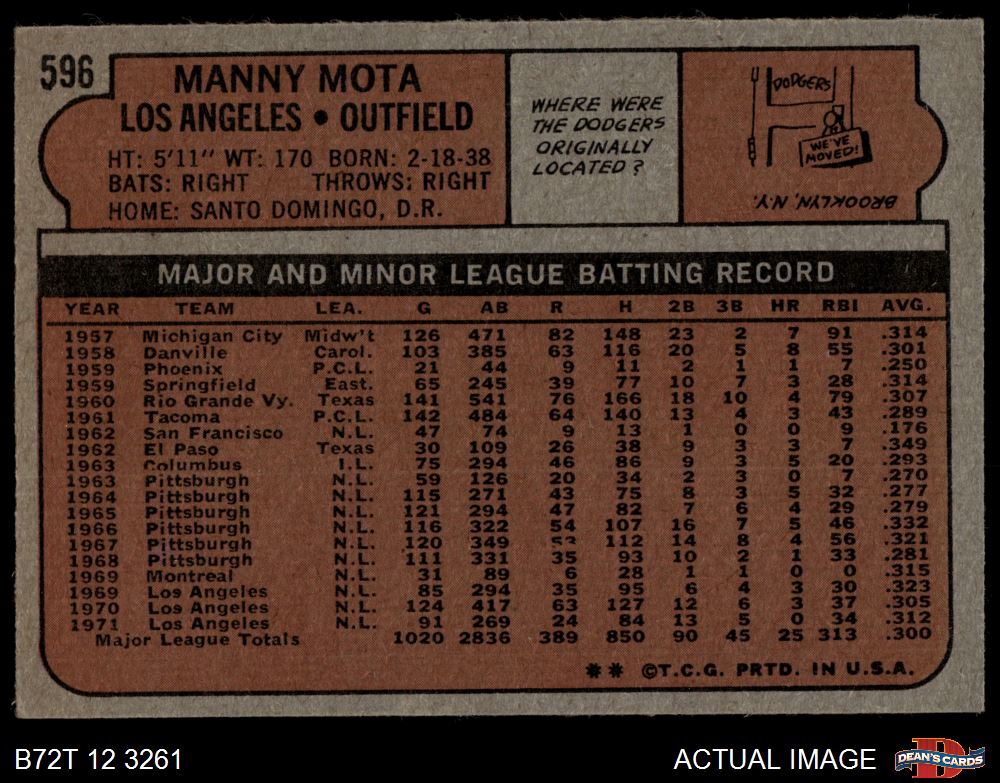 596
MANNY MOTA
LOS ANGELES • OUTFIELD
HT: 5'11" WT: 170 BORN: 2-18-38
BATS: RIGHT THROWS: RIGHT
HOME: SANTO DOMINGO, D.R.
WHERE WERE
THE DODGERS
ORIGINALLY
LOCATED?
DODGERS
WE'VE
MOVED!
BROOKLYN, N.Y.
MAJOR AND MINOR LEAGUE BATTING RECORD
YEAR TEAM LEA. G AB R H 2B 3B HR RBI AVG.
1957 Michigan City Midw't 126 471 82 148 23 2 7 91 .314
1958 Danville Carol. 103 385 63 116 20 5 8 55 .301
1959 Phoenix P.C.L. 21 44 9 11 2 1 1 7 .250
1959 Springfield East. 65 245 39 77 10 7 3 28 .314
1960 Rio Grande Vy. Texas 141 541 76 166 18 10 4 79 .307
1961 Tacoma P.C.L. 142 484 64 140 13 4 3 43 .289
1962 San Francisco N.L. 47 74 9 13 1 0 0 9 .176
1962 El Paso Texas 30 109 26 38 9 3 3 7 .349
1963 Columbus I.L. 75 294 46 86 9 3 5 20 .293
1963 Pittsburgh N.L. 59 126 20 34 2 3 0 7 .270
1964 Pittsburgh N.L. 115 271 43 75 8 3 5 32 .277
1965 Pittsburgh N.L. 121 294 47 82 7 6 4 29 .279
1966 Pittsburgh N.L. 116 322 54 107 16 7 5 46 .332
1967 Pittsburgh N.L. 120 349 53 112 14 8 4 56 .321
1968 Pittsburgh N.L. 111 331 35 93 10 2 1 33 .281
1969 Montreal N.L. 31 89 6 28 1 1 0 0 .315
1969 Los Angeles N.L. 85 294 35 95 6 4 3 30 .323
1970 Los Angeles N.L. 124 417 63 127 12 6 3 37 .305
1971 Los Angeles N.L. 91 269 24 84 13 5 0 34 .312
Major League Totals 1020 2836 389 850 90 45 25 313 .300
** ©T.C.G. PRTD. IN U.S.A.
B72T 12 3261 ACTUAL IMAGE
DEAN'S CARDS